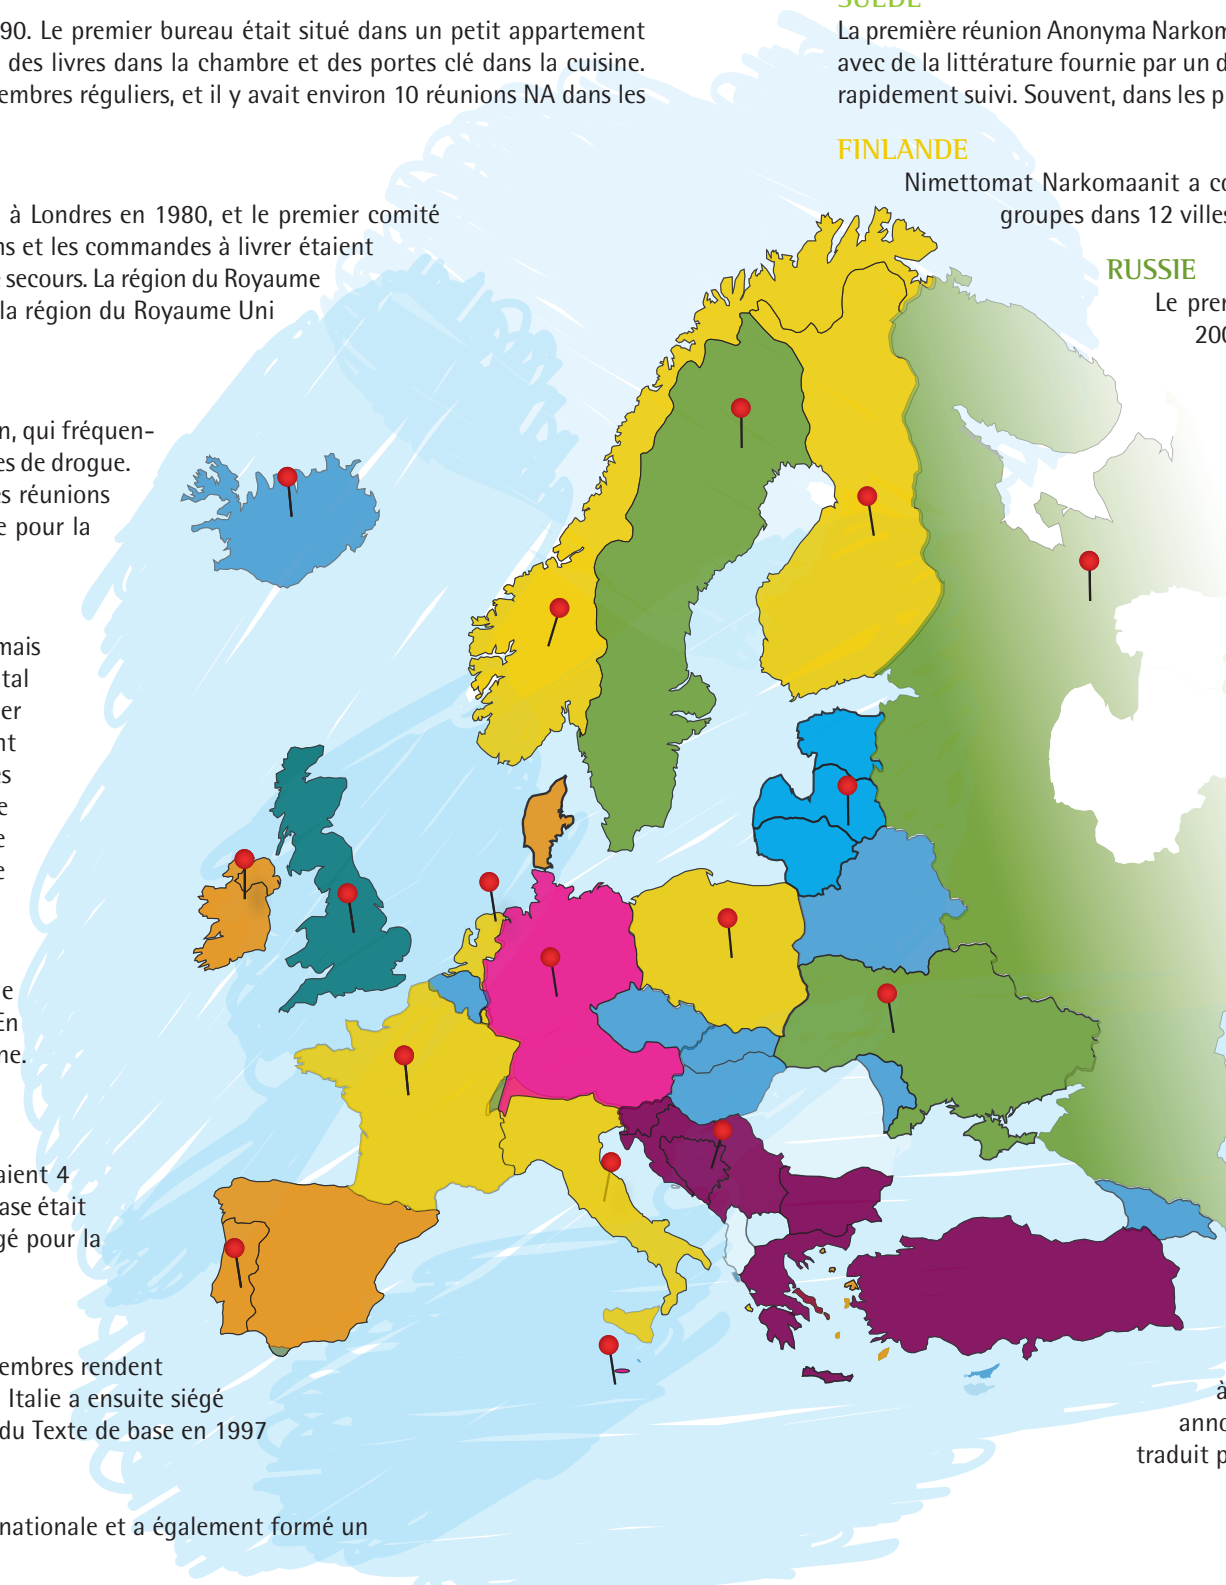 90. Le premier bureau était situé dans un petit appartement
des livres dans la chambre et des portes clé dans la cuisine.
embres réguliers, et il y avait environ 10 réunions NA dans les
à Londres en 1980, et le premier comité
ns et les commandes à livrer étaient
secours. La région du Royaume
la région du Royaume Uni
n, qui fréquen-
es de drogue.
es réunions
e pour la
mais
tal
er
nt
es
e
e
e
e
En
ne.
aient 4
ase était
gé pour la
embres rendent
Italie a ensuite siégé
du Texte de base en 1997
nationale et a également formé un
SUÈDE
La première réunion Anonyma Narkom
avec de la littérature fournie par un d
rapidement suivi. Souvent, dans les p
FINLANDE
Nimettomat Narkomaanit a co
groupes dans 12 villes
RUSSIE
Le prem
200
à
anno
traduit p